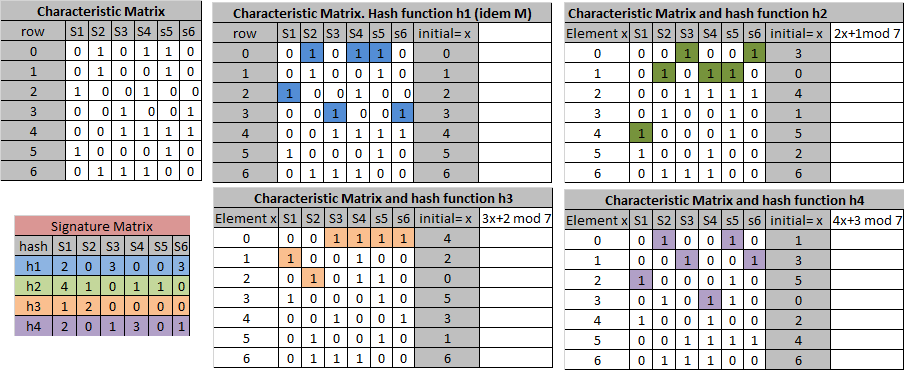 Characteristic Matrix
row S1 S2 S3 S4 s5 s6
0 0 1 0 1 1 0
1 0 1 0 0 1 0
2 1 0 0 1 0 0
3 0 0 1 0 0 1
4 0 0 1 1 1 1
5 1 0 0 0 1 0
6 0 1 1 1 0 0
Characteristic Matrix. Hash function h1 (idem M)
row S1 S2 S3 S4 s5 s6 initial= x
0 0 1 0 1 1 0 0
1 0 1 0 0 1 0 1
2 1 0 0 1 0 0 2
3 0 0 1 0 0 1 3
4 0 0 1 1 1 1 4
5 1 0 0 0 1 0 5
6 0 1 1 1 0 0 6
Characteristic Matrix and hash function h2
Element x S1 S2 S3 S4 s5 s6 initial= x 2x+1mod 7
0 0 0 1 0 0 1 3
1 0 1 0 1 1 0 0
2 0 0 1 1 1 1 4
3 0 1 0 0 1 0 1
4 1 0 0 0 1 0 5
5 1 0 0 1 0 0 2
6 0 1 1 1 0 0 6
Signature Matrix
hash S1 S2 S3 S4 S5 S6
h1 2 0 3 0 0 3
h2 4 1 0 1 1 0
h3 1 2 0 0 0 0
h4 2 0 1 3 0 1
Characteristic Matrix and hash function h3
Element x S1 S2 S3 S4 s5 s6 initial= x 3x+2 mod 7
0 0 0 1 1 1 1 4
1 1 0 0 1 0 0 2
2 0 1 0 1 1 0 0
3 1 0 0 0 1 0 5
4 0 0 1 0 0 1 3
5 0 1 0 0 1 0 1
6 0 1 1 1 0 0 6
Characteristic Matrix and hash function h4
Element x S1 S2 S3 S4 s5 s6 initial= x 4x+3 mod 7
0 0 1 0 0 1 0 1
1 0 0 1 0 0 1 3
2 1 0 0 0 1 0 5
3 0 1 0 1 1 0 0
4 1 0 0 1 0 0 2
5 0 0 1 1 1 1 4
6 0 1 1 1 0 0 6